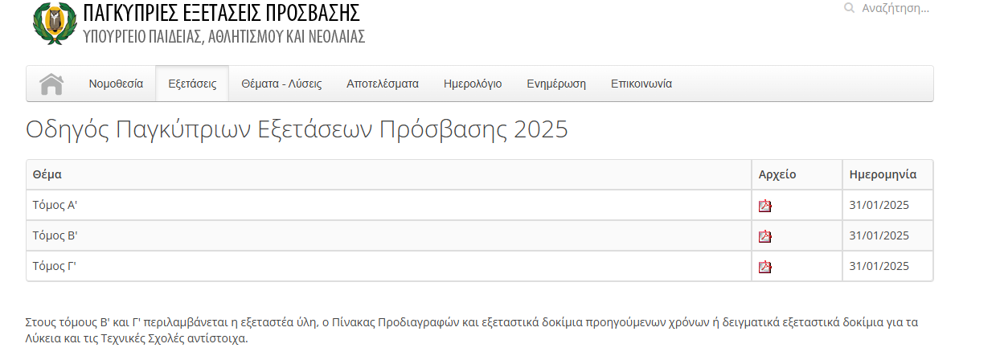 ΠΑΓΚΥΠΡΙΕΣ ΕΞΕΤΑΣΕΙΣ ΠΡΟΣΒΑΣΗΣ
Αναζήτηση...
ΥΠΟΥΡΓΕΙΟ ΠΑΙΔΕΙΑΣ, ΑΘΛΗΤΙΣΜΟΥ ΚΑΙ ΝΕΟΛΑΙΑΣ
Νομοθεσία Εξετάσεις Θέματα - Λύσεις Αποτελέσματα Ημερολόγιο Ενημέρωση Επικοινωνία
Οδηγός Παγκύπριων Εξετάσεων Πρόσβασης 2025
Θέμα Αρχείο Ημερομηνία
Τόμος Α' 31/01/2025
Τόμος Β' 31/01/2025
Τόμος Γ' 31/01/2025
Στους τόμους Β' και Γ' περιλαμβάνεται η εξεταστέα ύλη, ο Πίνακας Προδιαγραφών και εξεταστικά δοκίμια προηγούμενων χρόνων ή δειγματικά εξεταστικά δοκίμια για τα
Λύκεια και τις Τεχνικές Σχολές αντίστοιχα.